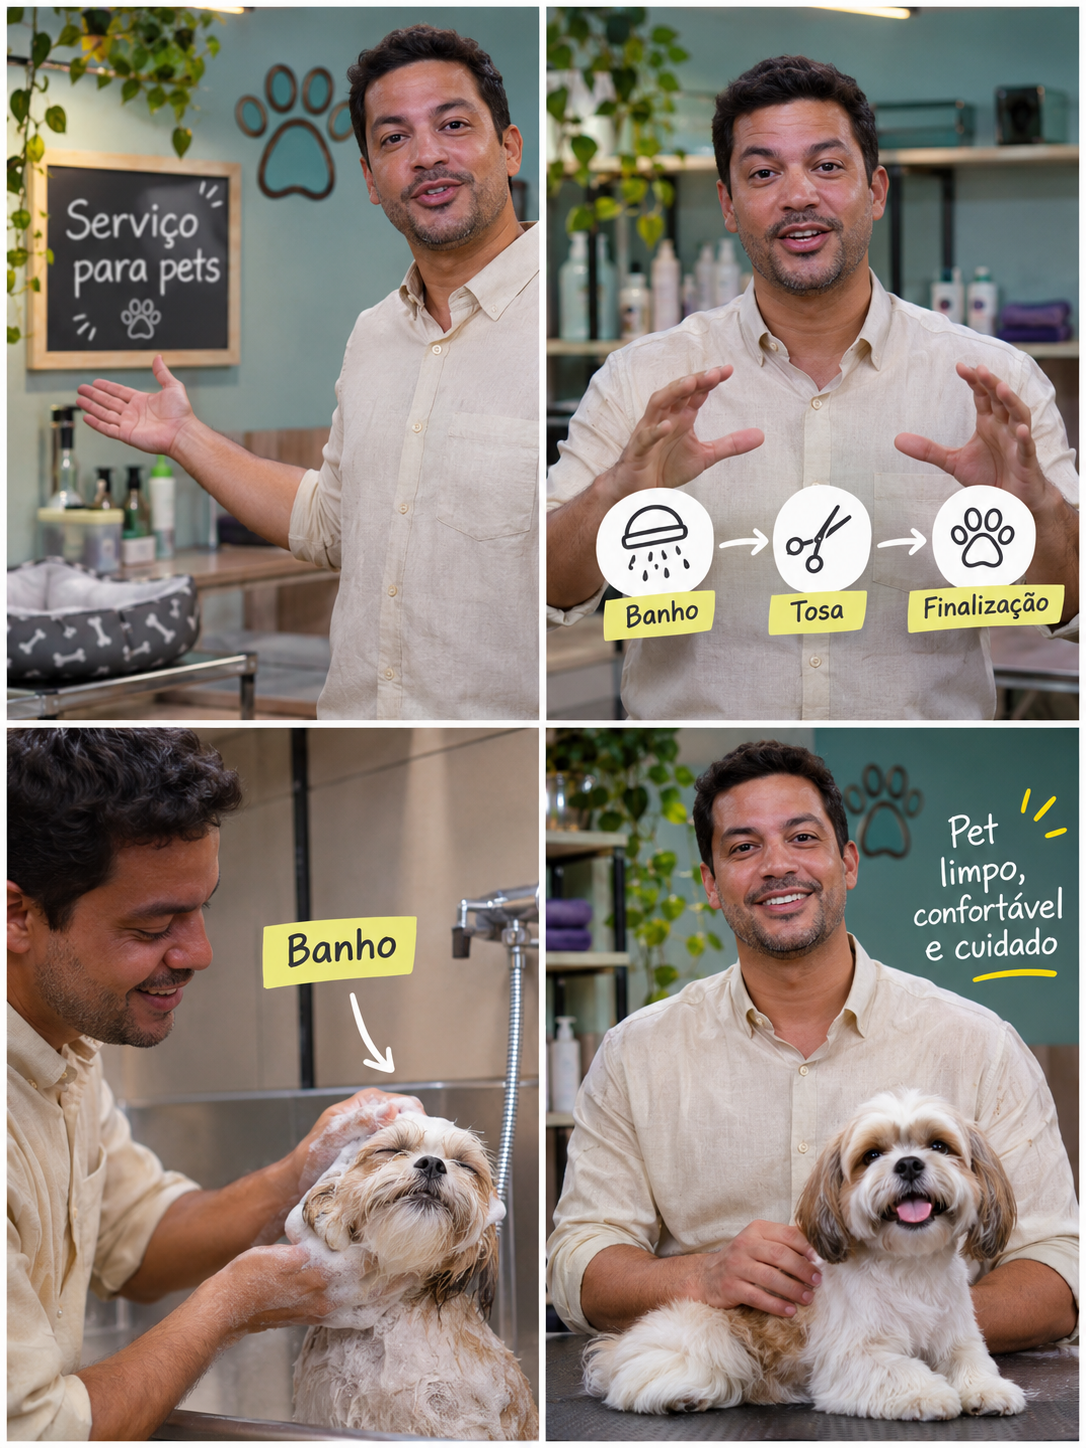 Serviço
para pets
Banho
Tosa
Finalização
Banho
Pet
limpo,
confortável
e cuidado